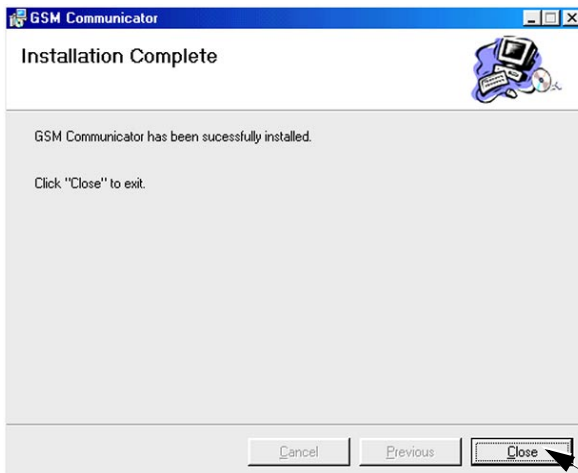 GSM Communicator
Installation Complete
GSM Communicator has been sucessfully installed.
Click "Close" to exit.
Cancel
Previous
Close